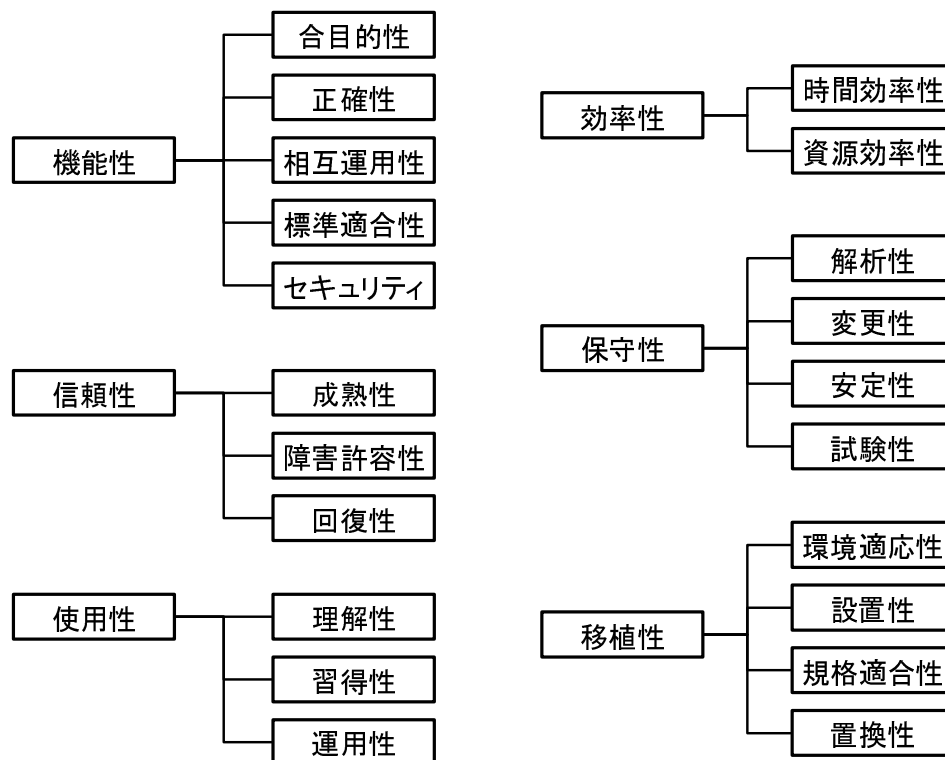 機能性
合目的性
正確性
相互運用性
標準適合性
セキュリティ
信頼性
成熟性
障害許容性
回復性
使用性
理解性
習得性
運用性
効率性
時間効率性
資源効率性
保守性
解析性
変更性
安定性
試験性
移植性
環境適応性
設置性
規格適合性
置換性